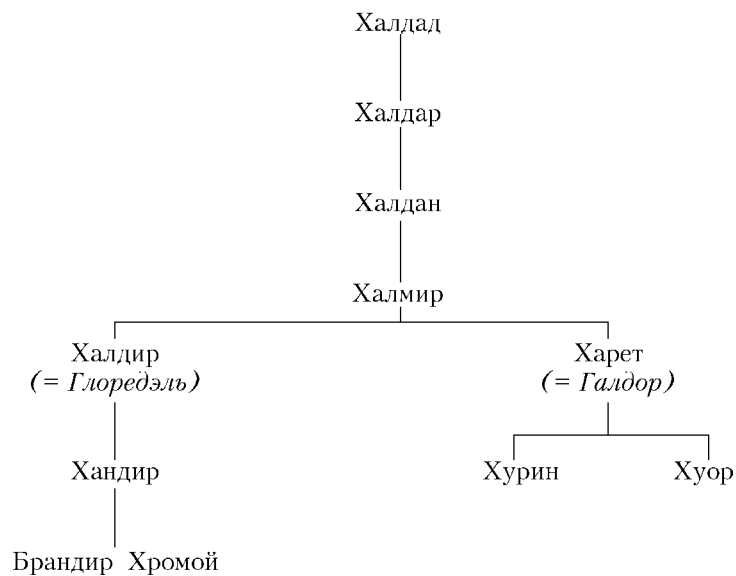 Халдад
Халдар
Халдан
Халмир
Халдир Харет
(= Глоредэль) (= Галдор)
Хандир Хурин Хуор
Брандир Хромой